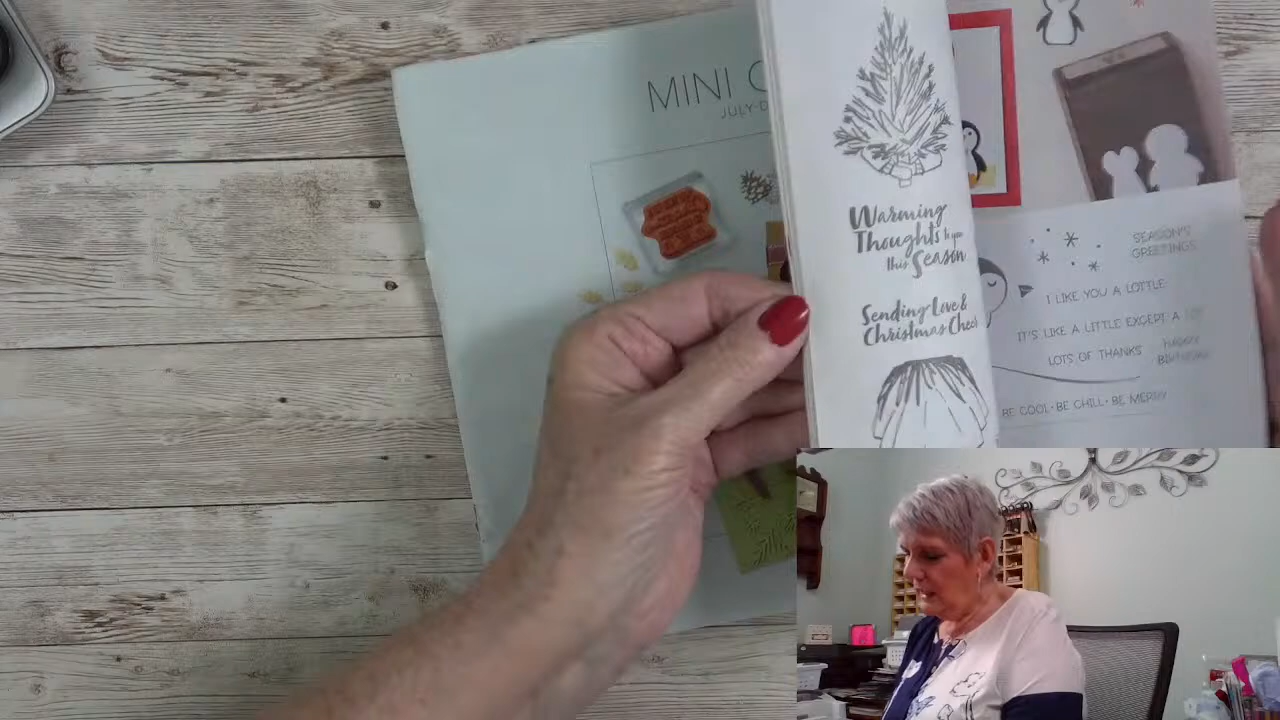 MINI
JULY-D
Warming
Thoughts to you
this Season
Sending Love &
Christmas Cheer
SEASON'S
GREETINGS
I LIKE YOU A LOTTLE
IT'S LIKE A LITTLE EXCEPT A LOT
LOTS OF THANKS
HAPPY
BIRTHDAY
BE COOL • BE CHILL • BE MERRY